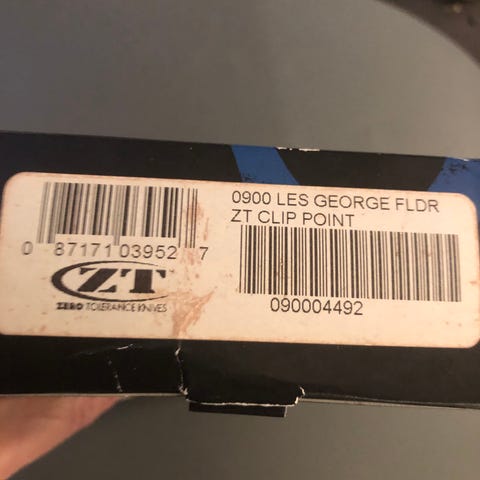 0900 LES GEORGE FLDR
ZT CLIP POINT
0 87171 03952 7
ZT
ZERO TOLERANCE KNIVES
090004492